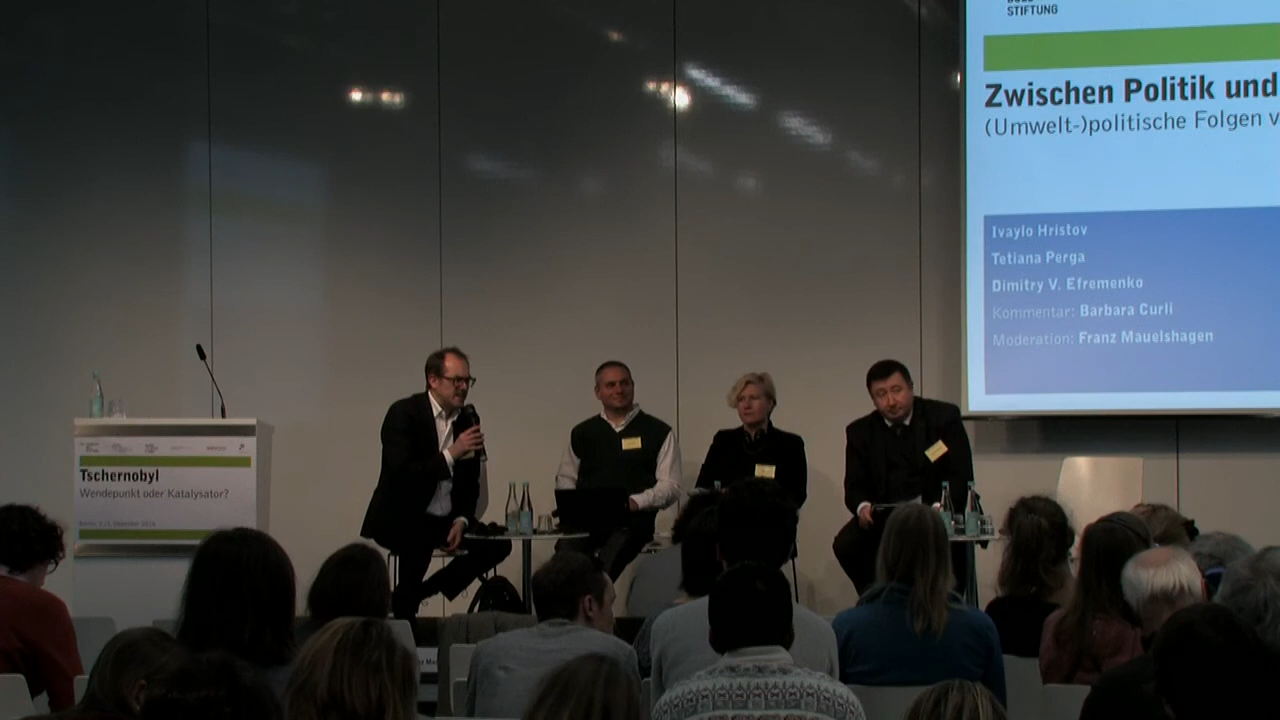 STIFTUNG
Zwischen Politik und
(Umwelt-)politische Folgen v
Ivaylo Hristov
Tetiana Perga
Dimitry V. Efremenko
Kommentar: Barbara Curli
Moderation: Franz Mauelshagen
Tschernobyl
Wendepunkt oder Katalysator?